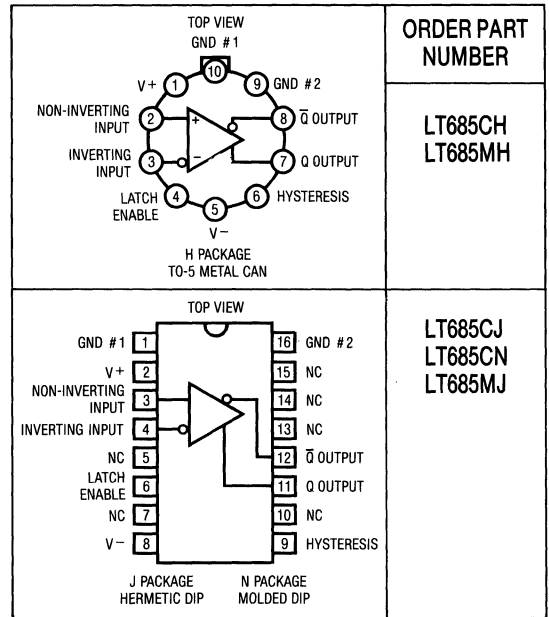 TOP VIEW
GND #1
10
V+ 1
9 GND #2
NON-INVERTING
INPUT
2
+
8 Q̅ OUTPUT
INVERTING
INPUT
3
−
7 Q OUTPUT
LATCH
ENABLE
4
5
6 HYSTERESIS
V−
H PACKAGE
TO-5 METAL CAN
ORDER PART
NUMBER
LT685CH
LT685MH
TOP VIEW
GND #1 1
16 GND #2
V+ 2
15 NC
NON-INVERTING
INPUT
3
14 NC
INVERTING INPUT 4
13 NC
NC 5
12 Q̅ OUTPUT
LATCH
ENABLE
6
11 Q OUTPUT
NC 7
10 NC
V− 8
9 HYSTERESIS
J PACKAGE
HERMETIC DIP
N PACKAGE
MOLDED DIP
LT685CJ
LT685CN
LT685MJ